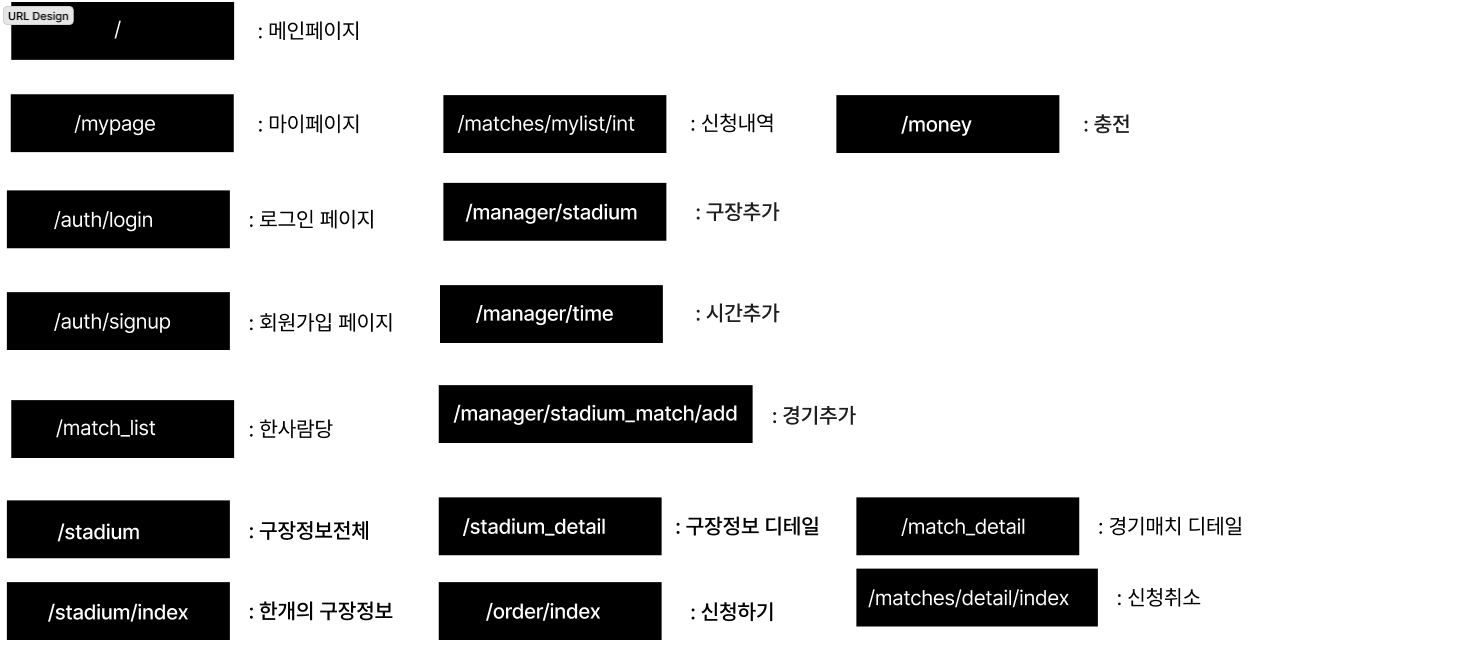 URL Design
/ : 메인페이지
/mypage : 마이페이지 /matches/mylist/int : 신청내역 /money : 충전
/auth/login : 로그인 페이지 /manager/stadium : 구장추가
/auth/signup : 회원가입 페이지 /manager/time : 시간추가
/match_list : 한사람당 /manager/stadium_match/add : 경기추가
/stadium : 구장정보전체 /stadium_detail : 구장정보 디테일 /match_detail : 경기매치 디테일
/stadium/index : 한개의 구장정보 /order/index : 신청하기 /matches/detail/index : 신청취소